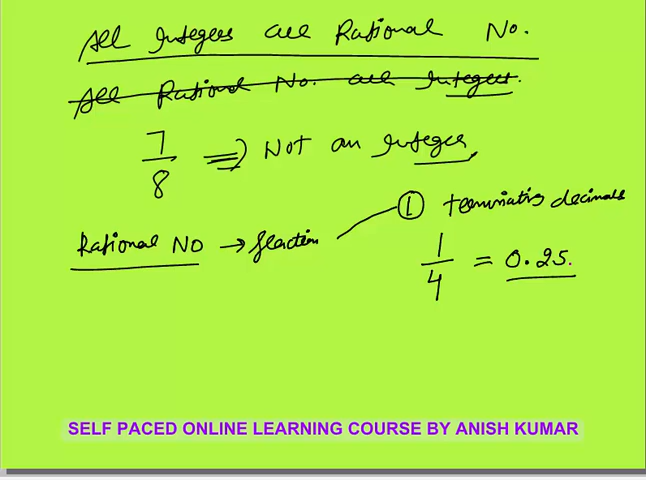 All Integers are Rational No.
All Rational No. are Integers.
7/8 ⇒ Not an Integer.
① terminating decimals
Rational NO → fraction
1/4 = 0.25.
SELF PACED ONLINE LEARNING COURSE BY ANISH KUMAR